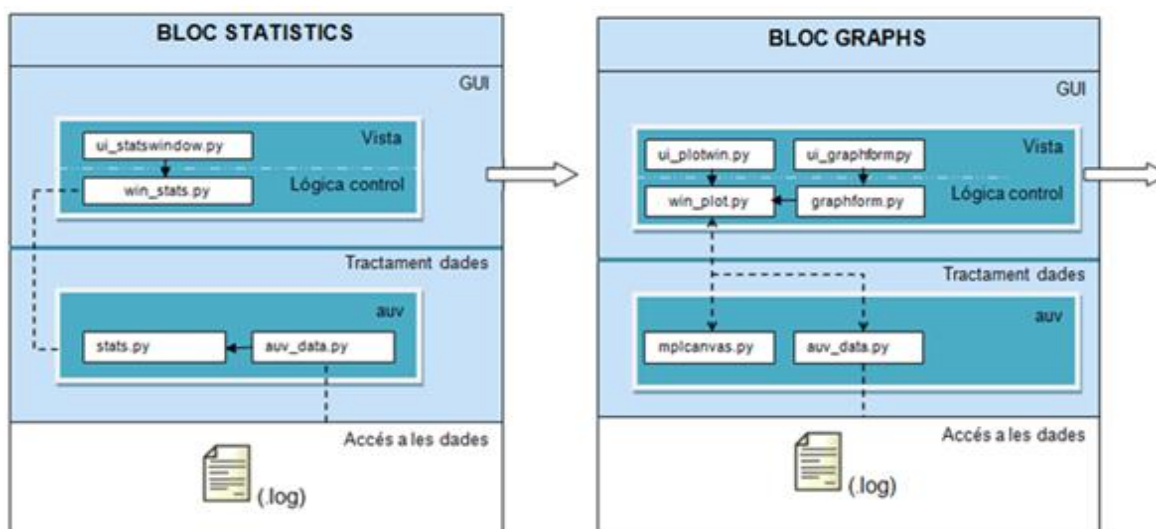 BLOC STATISTICS
GUI
Vista
ui_statswindow.py
Lógica control
win_stats.py
Tractament dades
auv
stats.py
auv_data.py
Accés a les dades
(.log)
BLOC GRAPHS
GUI
Vista
ui_plotwin.py
ui_graphform.py
Lógica control
win_plot.py
graphform.py
Tractament dades
auv
mplcanvas.py
auv_data.py
Accés a les dades
(.log)